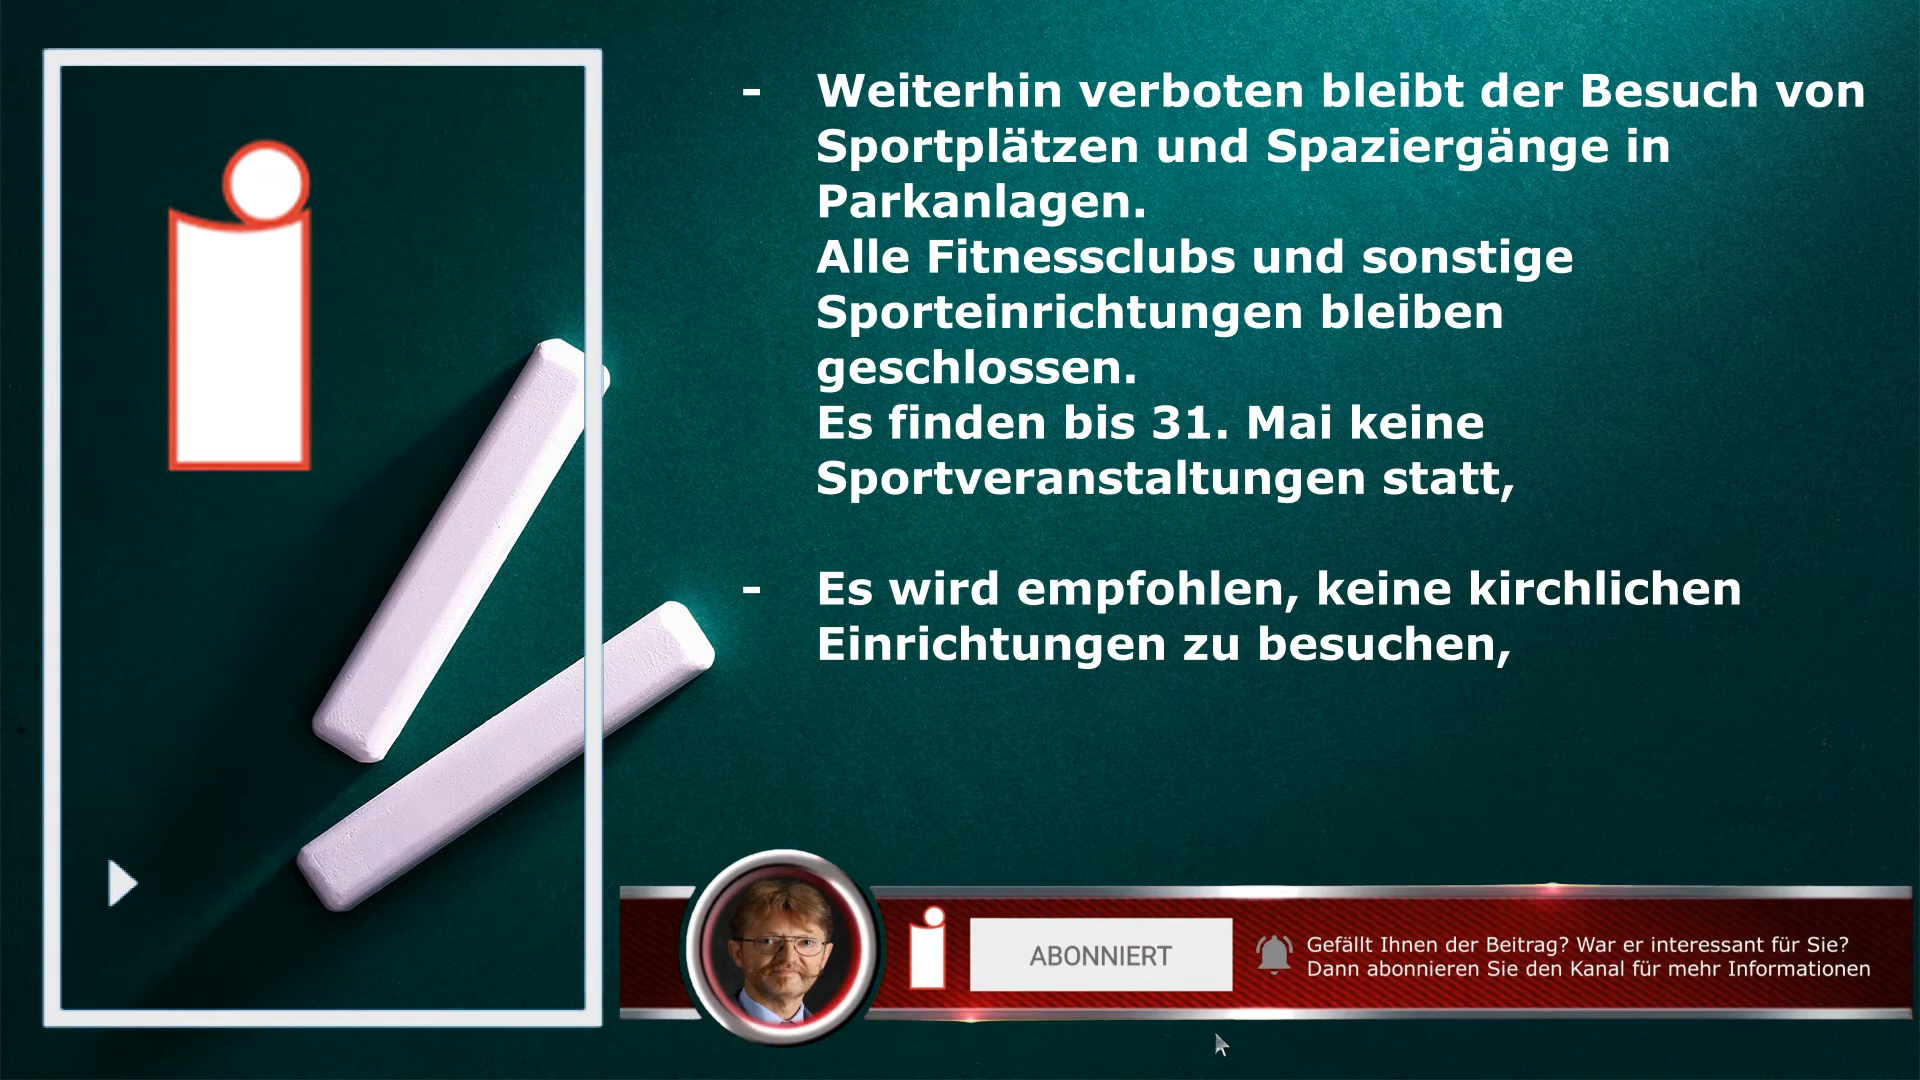 - Weiterhin verboten bleibt der Besuch von
Sportplätzen und Spaziergänge in
Parkanlagen.
Alle Fitnessclubs und sonstige
Sporteinrichtungen bleiben
geschlossen.
Es finden bis 31. Mai keine
Sportveranstaltungen statt,
- Es wird empfohlen, keine kirchlichen
Einrichtungen zu besuchen,
ABONNIERT
Gefällt Ihnen der Beitrag? War er interessant für Sie?
Dann abonnieren Sie den Kanal für mehr Informationen